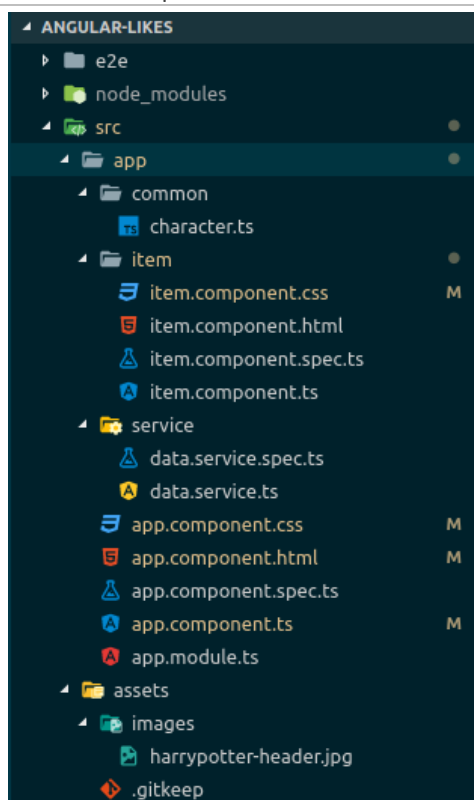 ANGULAR-LIKES
e2e
node_modules
src
app
common
TS character.ts
item
item.component.css M
item.component.html
item.component.spec.ts
item.component.ts
service
data.service.spec.ts
data.service.ts
app.component.css M
app.component.html M
app.component.spec.ts
app.component.ts M
app.module.ts
assets
images
harrypotter-header.jpg
.gitkeep